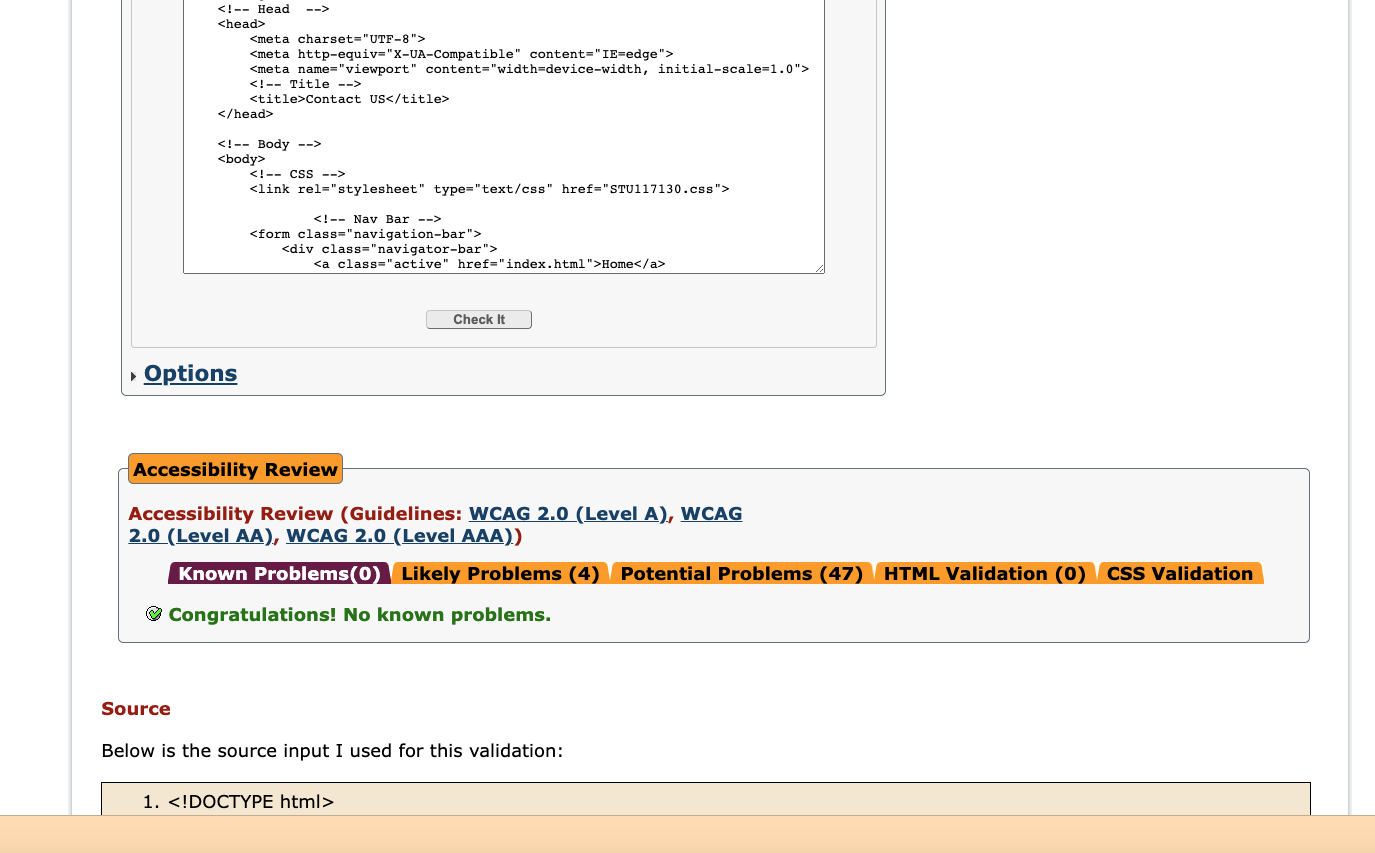 <!-- Head  -->
<head>
<meta charset="UTF-8">
<meta http-equiv="X-UA-Compatible" content="IE=edge">
<meta name="viewport" content="width=device-width, initial-scale=1.0">
<!-- Title -->
<title>Contact US</title>
</head>
<!-- Body -->
<body>
<!-- CSS -->
<link rel="stylesheet" type="text/css" href="STU117130.css">
<!-- Nav Bar -->
<form class="navigation-bar">
<div class="navigator-bar">
<a class="active" href="index.html">Home</a>
Check It
Options
Accessibility Review
Accessibility Review (Guidelines: WCAG 2.0 (Level A), WCAG
2.0 (Level AA), WCAG 2.0 (Level AAA))
Known Problems(0) Likely Problems (4) Potential Problems (47) HTML Validation (0) CSS Validation
Congratulations! No known problems.
Source
Below is the source input I used for this validation:
1. <!DOCTYPE html>